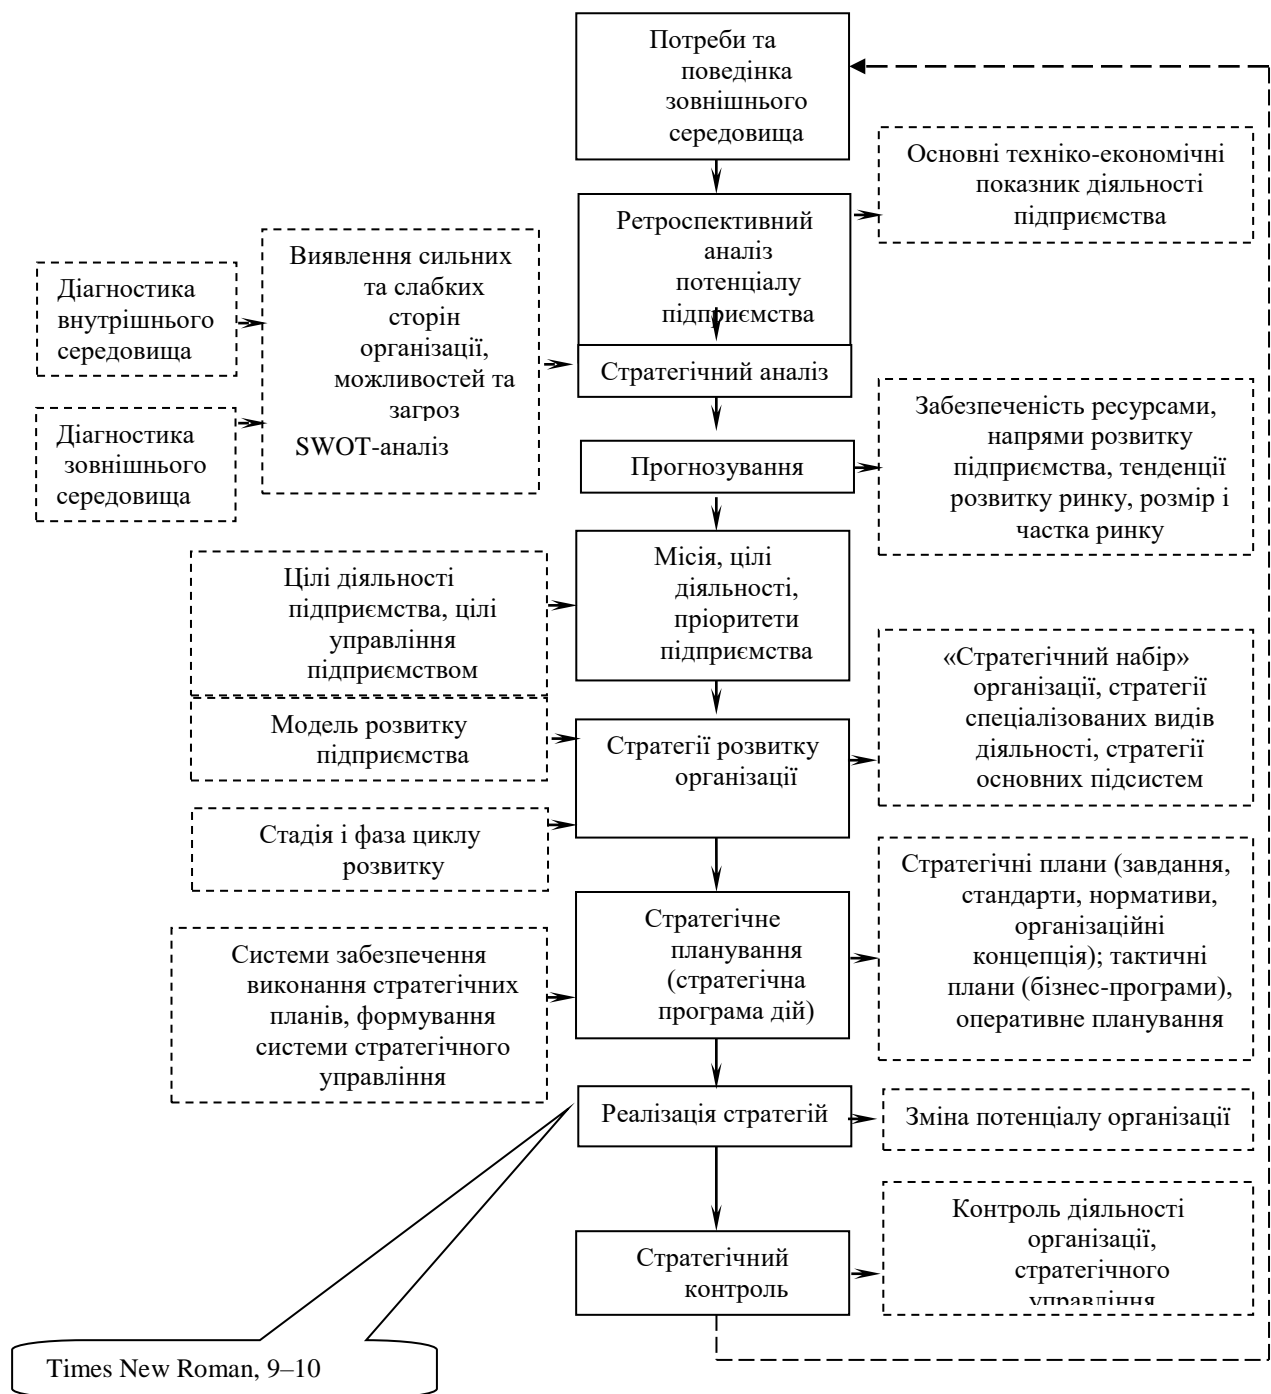 Потреби та
поведінка
зовнішнього
середовища
Основні техніко-економічні
показник діяльності
підприємства
Ретроспективний
аналіз
потенціалу
підприємства
Виявлення сильних
та слабких
сторін
організації,
можливостей та
загроз
SWOT-аналіз
Діагностика
внутрішнього
середовища
Діагностика
зовнішнього
середовища
Стратегічний аналіз
Забезпеченість ресурсами,
напрями розвитку
підприємства, тенденції
розвитку ринку, розмір і
частка ринку
Прогнозування
Місія, цілі
діяльності,
пріоритети
підприємства
Цілі діяльності
підприємства, цілі
управління
підприємством
«Стратегічний набір»
організації, стратегії
спеціалізованих видів
діяльності, стратегії
основних підсистем
Модель розвитку
підприємства
Стратегії розвитку
організації
Стадія і фаза циклу
розвитку
Стратегічні плани (завдання,
стандарти, нормативи,
організаційні
концепція); тактичні
плани (бізнес-програми),
оперативне планування
Стратегічне
планування
(стратегічна
програма дій)
Системи забезпечення
виконання стратегічних
планів, формування
системи стратегічного
управління
Реалізація стратегій
Зміна потенціалу організації
Контроль діяльності
організації,
стратегічного
управління
Стратегічний
контроль
Times New Roman, 9–10